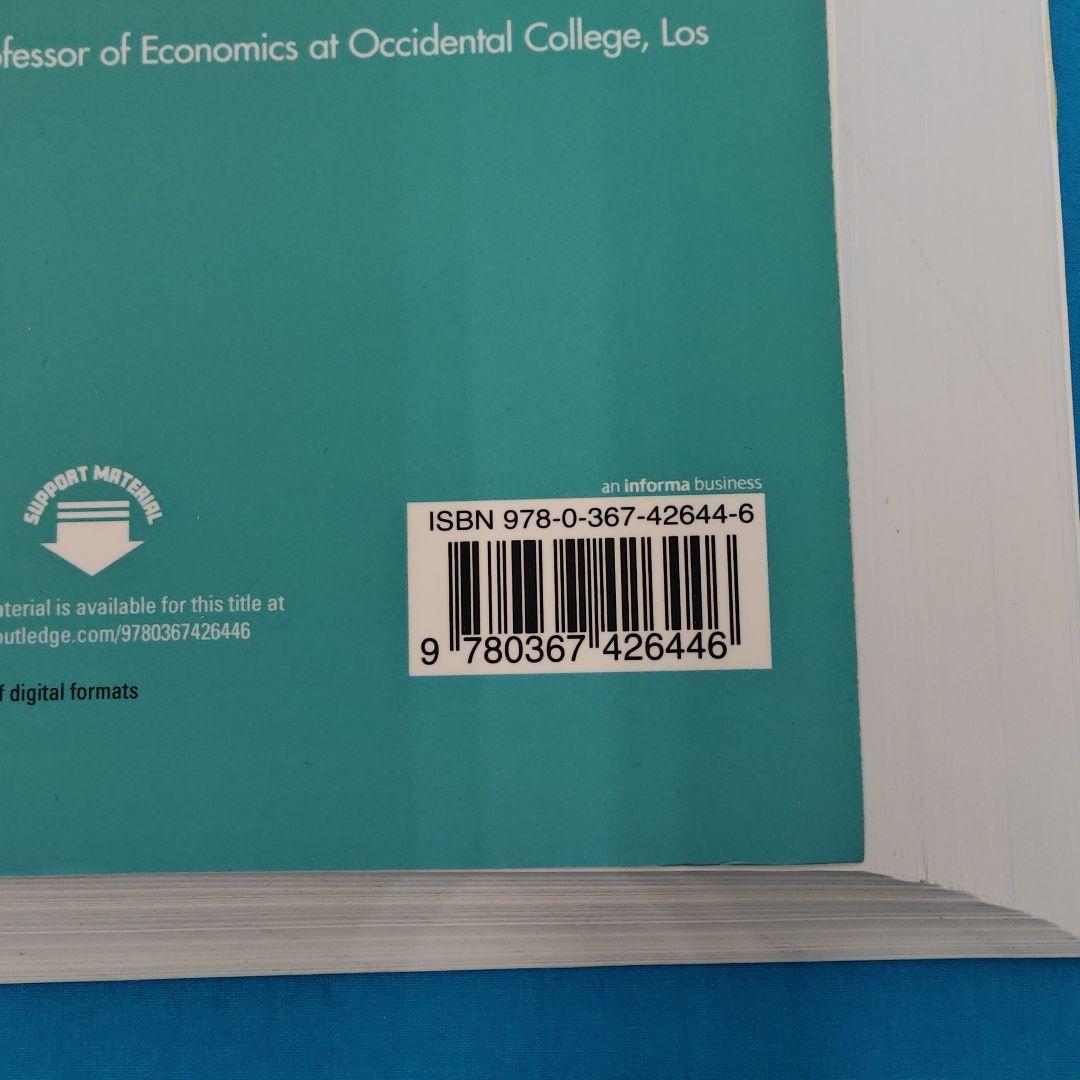 ofessor of Economics at Occidental College, Los
SUPPORT MATERIAL
aterial is available for this title at
outledge.com/9780367426446
f digital formats
an informa business
ISBN 978-0-367-42644-6
9 780367 426446